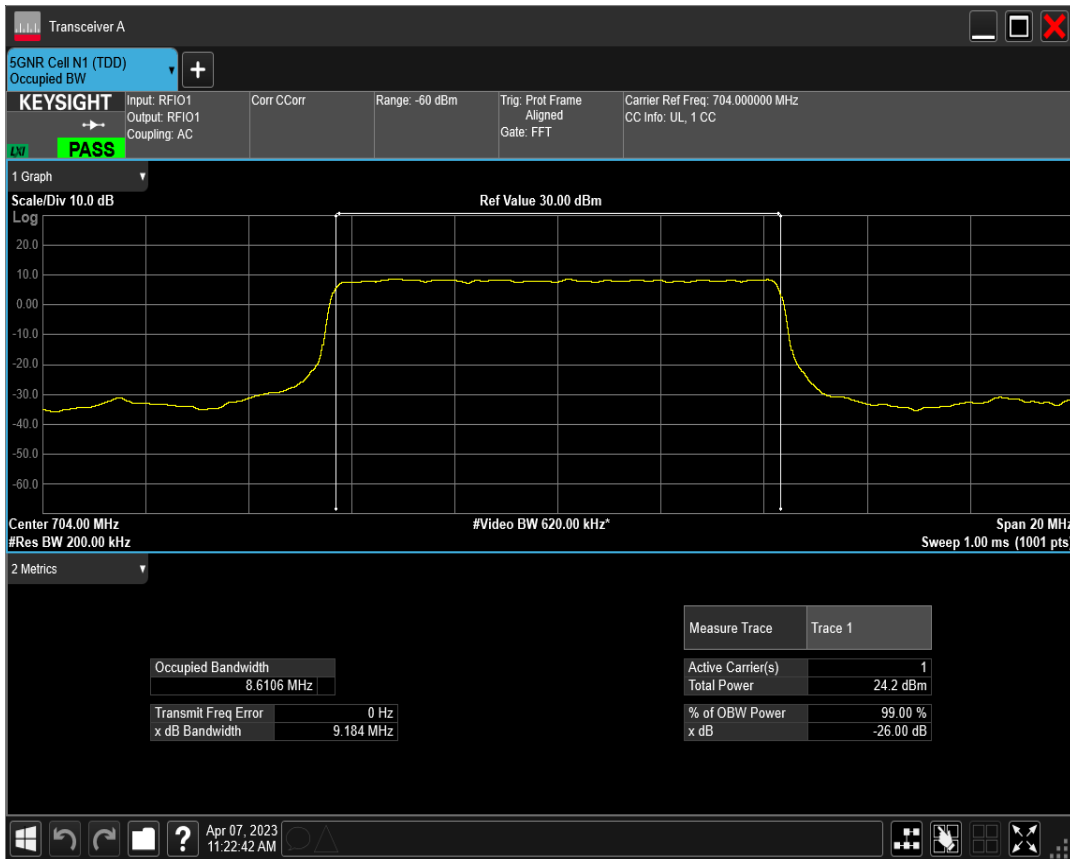 Transceiver A
5GNR Cell N1 (TDD)
Occupied BW
+
KEYSIGHT
LXI
PASS
Input: RFIO1
Output: RFIO1
Coupling: AC
Corr CCorr
Range: -60 dBm
Trig: Prot Frame
Aligned
Gate: FFT
Carrier Ref Freq: 704.000000 MHz
CC Info: UL, 1 CC
1 Graph
Scale/Div 10.0 dB
Ref Value 30.00 dBm
Log
20.0
10.0
0.00
-10.0
-20.0
-30.0
-40.0
-50.0
-60.0
Center 704.00 MHz
#Video BW 620.00 kHz*
Span 20 MHz
#Res BW 200.00 kHz
Sweep 1.00 ms (1001 pts)
2 Metrics
Measure Trace Trace 1
Occupied Bandwidth
8.6106 MHz
Active Carrier(s) 1
Total Power 24.2 dBm
Transmit Freq Error 0 Hz
x dB Bandwidth 9.184 MHz
% of OBW Power 99.00 %
x dB -26.00 dB
?
Apr 07, 2023
11:22:42 AM